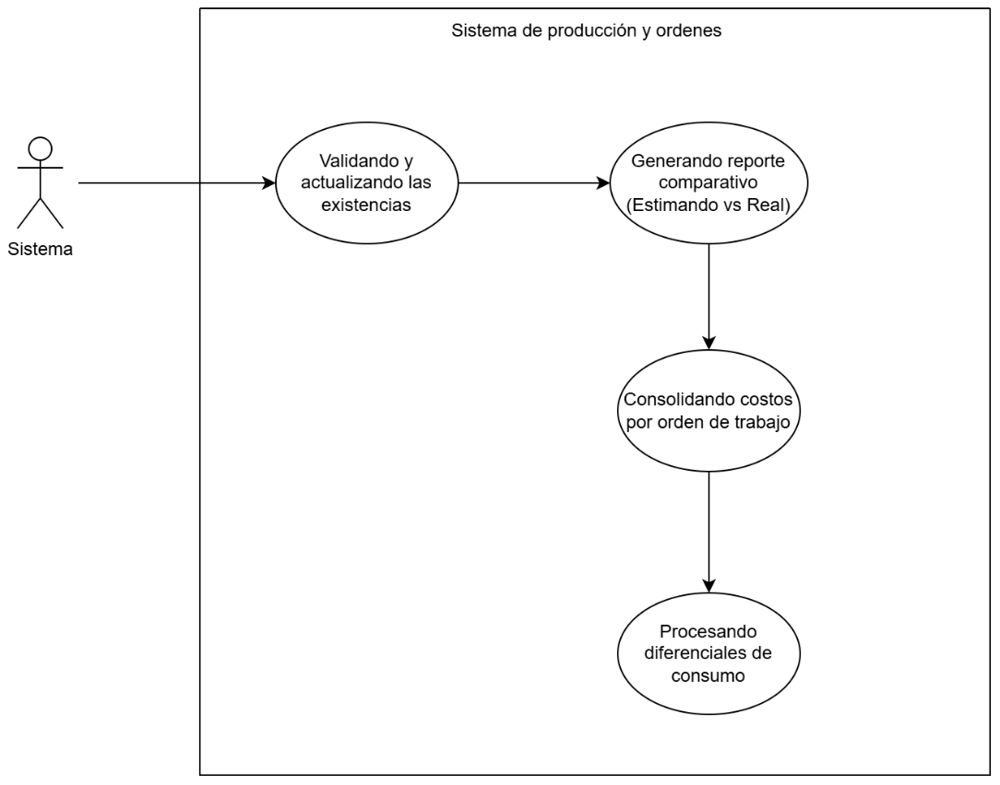 Sistema de producción y ordenes
Sistema
Validando y
actualizando las
existencias
Generando reporte
comparativo
(Estimando vs Real)
Consolidando costos
por orden de trabajo
Procesando
diferenciales de
consumo